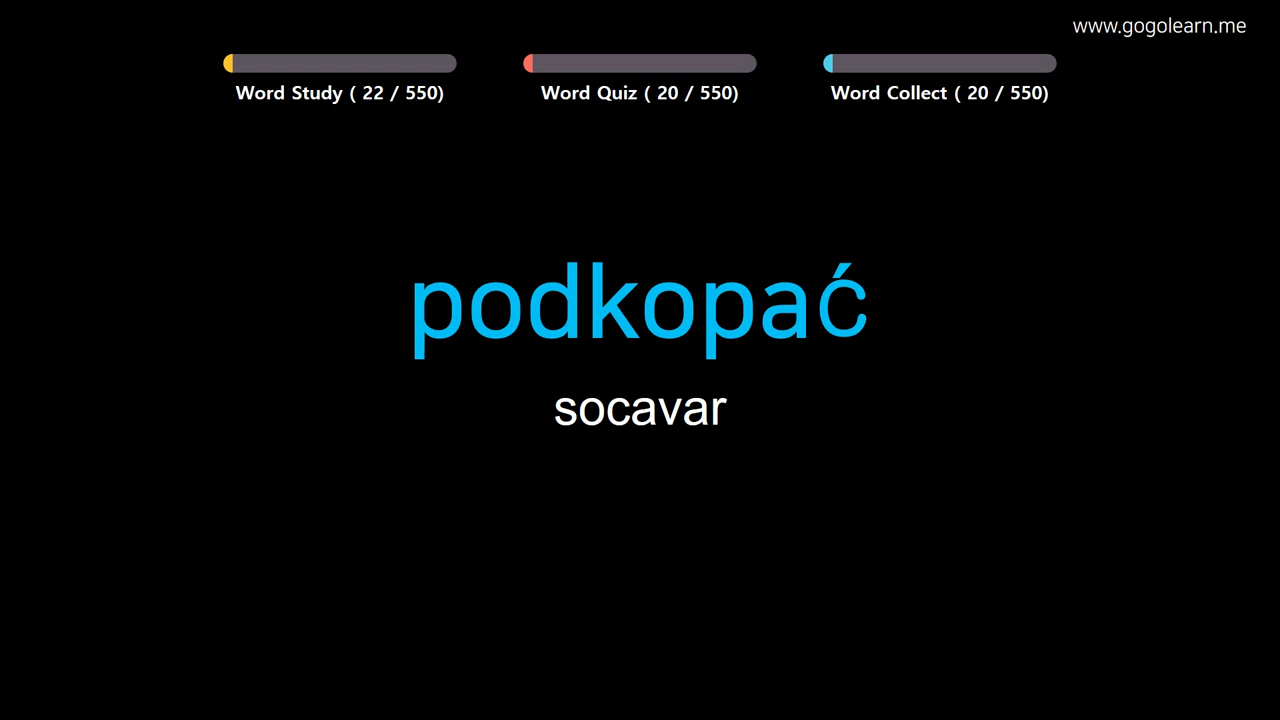 www.gogolearn.me
Word Study ( 22 / 550)
Word Quiz ( 20 / 550)
Word Collect ( 20 / 550)
podkopać
socavar